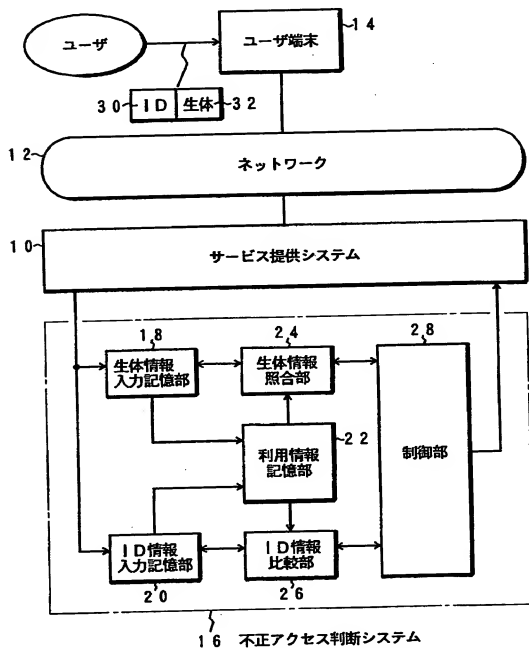 ユーザ
ユーザ端末
14
30
ID
生体
32
12
ネットワーク
10
サービス提供システム
18
24
28
生体情報
入力記憶部
生体情報
照合部
22
利用情報
記憶部
制御部
ID情報
入力記憶部
ID情報
比較部
20
26
16 不正アクセス判断システム